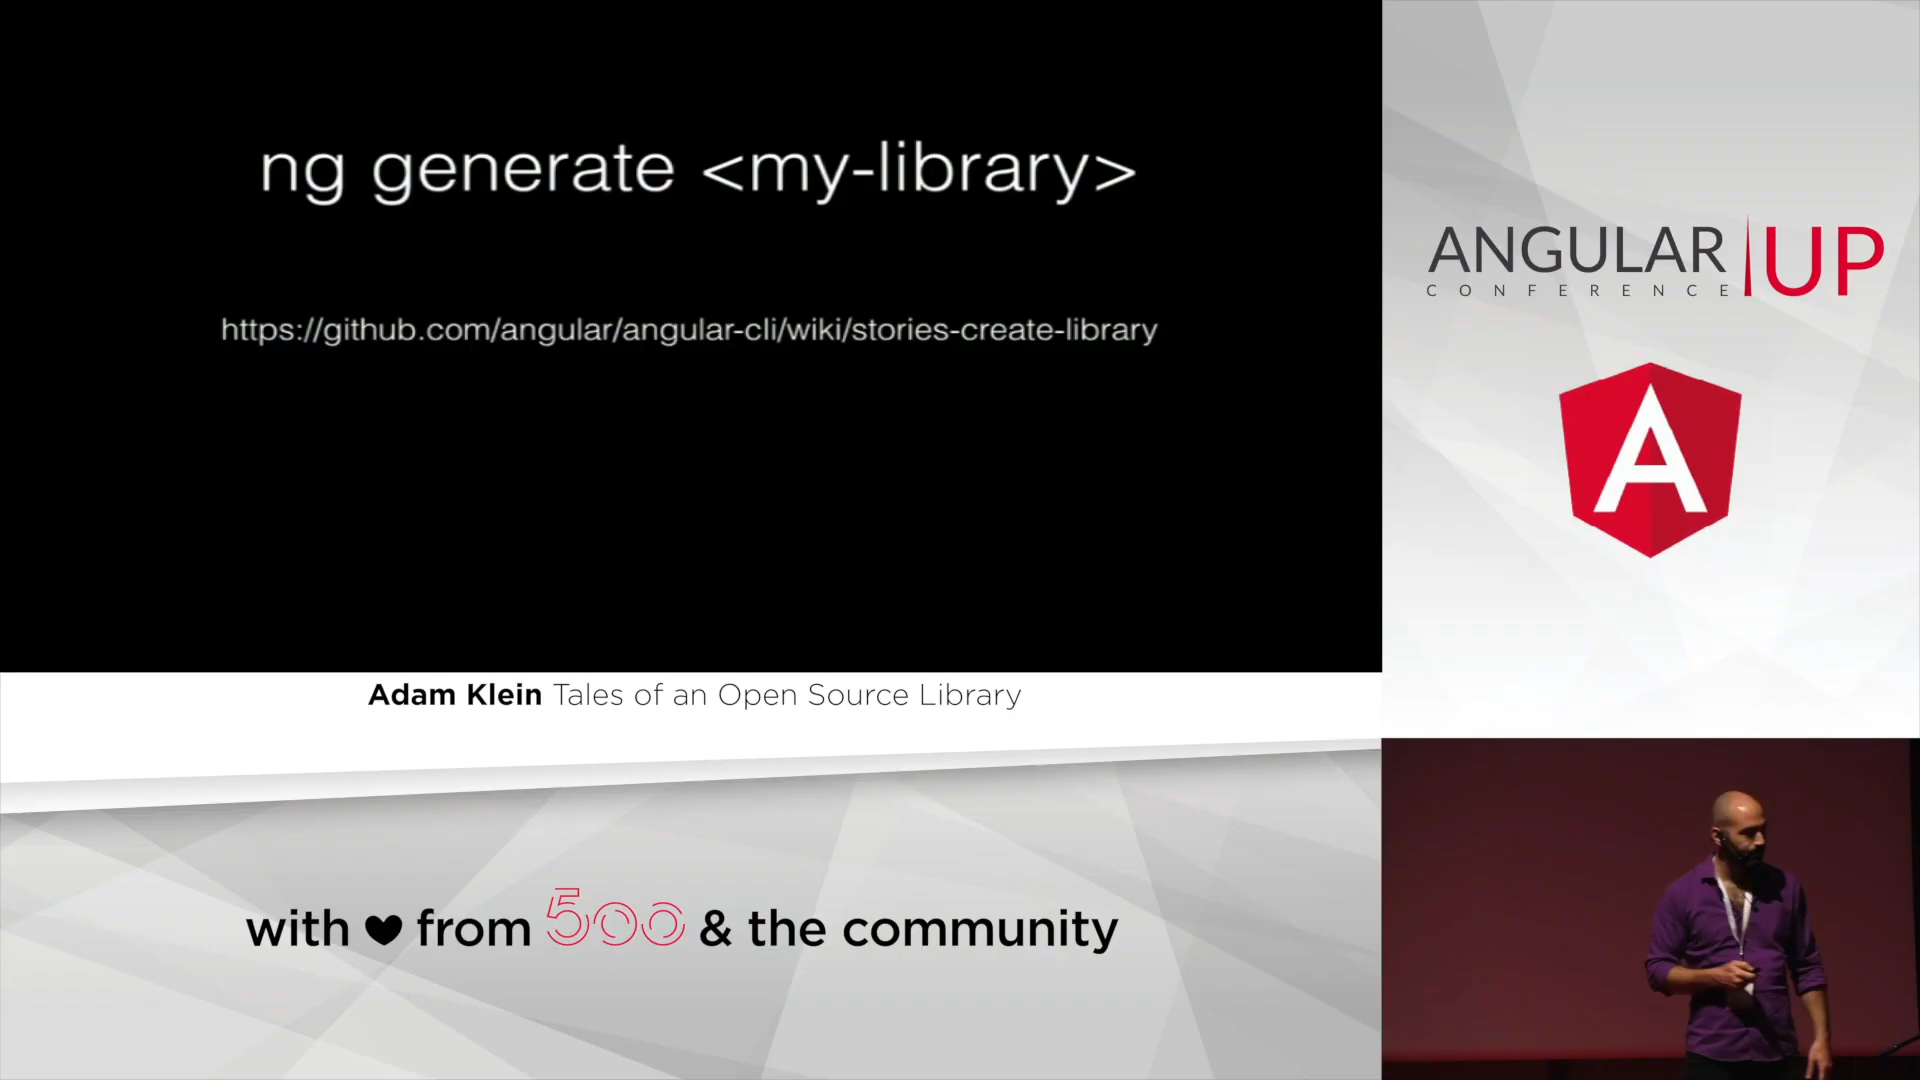 ng generate <my-library>
https://github.com/angular/angular-cli/wiki/stories-create-library
ANGULAR UP
CONFERENCE
A
Adam Klein Tales of an Open Source Library
with ♥ from 500 & the community